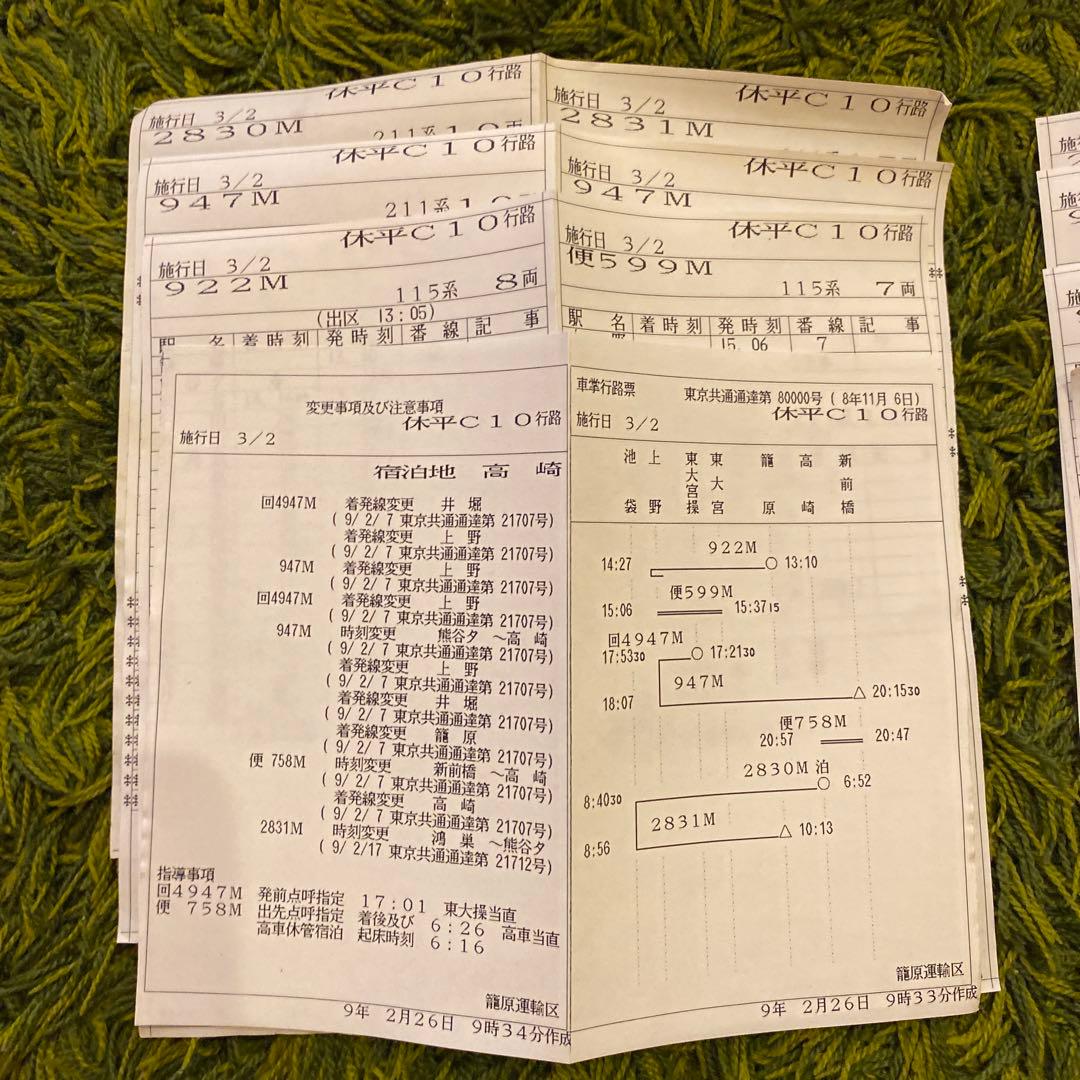 休平C10行路
施行日 3/2
2830M
211系 10両
休平C10行路
施行日 3/2
2831M
休平C10行路
施行日 3/2
947M
211系
休平C10行路
施行日 3/2
947M
休平C10行路
施行日 3/2
922M
115系 8両
(出区 13:05)
駅 名 着時刻 発時刻 番線 記 事
休平C10行路
施行日 3/2
便599M
115系 7両
駅 名 着時刻 発時刻 番線 記 事
15 06 7
変更事項及び注意事項
休平C10行路
施行日 3/2
宿泊地 高崎
回4947M 着発線変更 井 堀
( 9/ 2/ 7 東京共通通達第 21707号)
着発線変更 上 野
( 9/ 2/ 7 東京共通通達第 21707号)
947M 着発線変更 上 野
( 9/ 2/ 7 東京共通通達第 21707号)
回4947M 着発線変更 上 野
( 9/ 2/ 7 東京共通通達第 21707号)
947M 時刻変更 熊谷タ ～高 崎
( 9/ 2/ 7 東京共通通達第 21707号)
着発線変更 上 野
( 9/ 2/ 7 東京共通通達第 21707号)
着発線変更 井 堀
( 9/ 2/ 7 東京共通通達第 21707号)
着発線変更 籠 原
( 9/ 2/ 7 東京共通通達第 21707号)
便 758M 時刻変更 新前橋 ～高 崎
( 9/ 2/ 7 東京共通通達第 21707号)
着発線変更 高 崎
( 9/ 2/ 7 東京共通通達第 21707号)
2831M 時刻変更 鴻 巣 ～熊谷タ
( 9/ 2/17 東京共通通達第 21712号)
指導事項
回4947M 発前点呼指定 17:01 東大操当直
便 758M 出先点呼指定 着後及び 6:26 高車当直
高車休管宿泊 起床時刻 6:16
籠原運輸区
9年 2月26日 9時34分作成
車掌行路票 東京共通通達第 80000号 ( 8年11月 6日)
休平C10行路
施行日 3/2
池袋 上野 東大宮操 東大宮 籠原 高崎 新前橋
922M
14:27 13:10
便599M
15:06 15:37 15
回4947M
17:53 30 17:21 30
947M
18:07 20:15 30
便758M
20:57 20:47
2830M 泊
8:40 30 6:52
2831M
8:56 10:13
籠原運輸区
9年 2月26日 9時33分作成